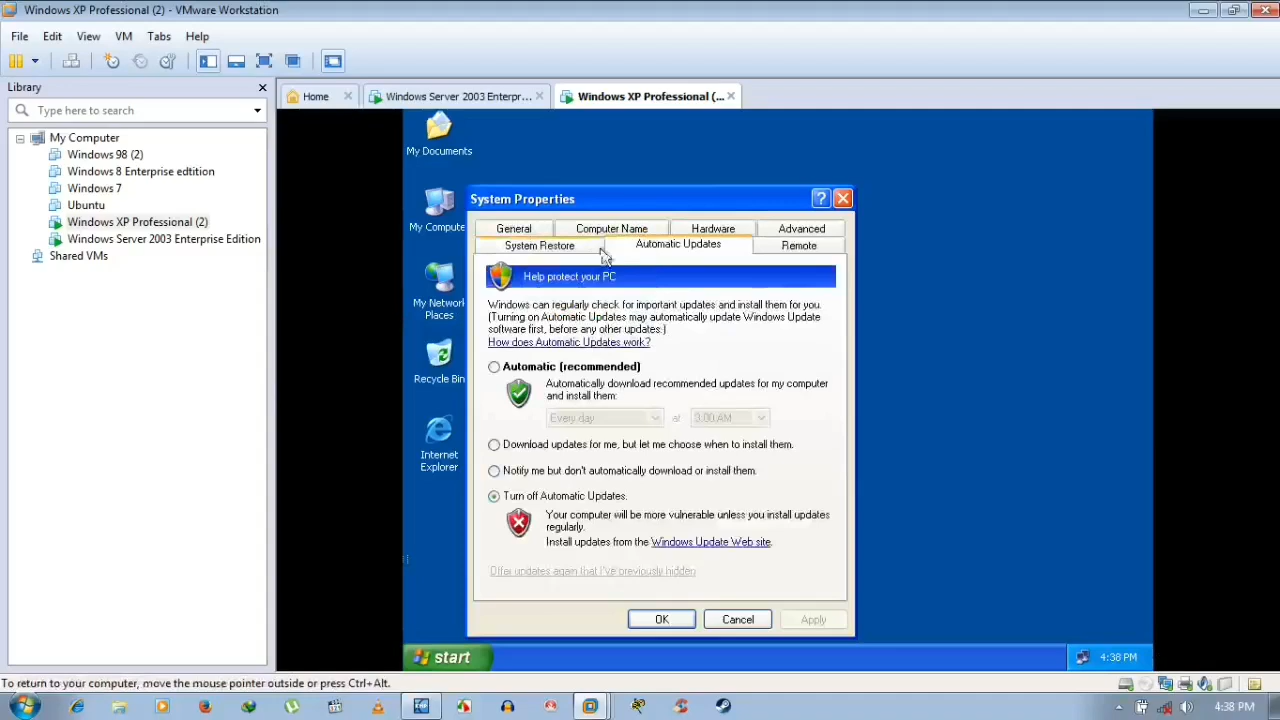 Windows XP Professional (2) - VMware Workstation
File Edit View VM Tabs Help
Library
Type here to search
My Computer
Windows 98 (2)
Windows 8 Enterprise edtition
Windows 7
Ubuntu
Windows XP Professional (2)
Windows Server 2003 Enterprise Edition
Shared VMs
Home
Windows Server 2003 Enterpr...
Windows XP Professional (...
My Documents
My Compute
My Network
Places
Recycle Bin
Internet
Explorer
System Properties
General Computer Name Hardware Advanced
System Restore Automatic Updates Remote
Help protect your PC
Windows can regularly check for important updates and install them for you.
(Turning on Automatic Updates may automatically update Windows Update
software first, before any other updates.)
How does Automatic Updates work?
Automatic (recommended)
Automatically download recommended updates for my computer
and install them:
Every day at 3:00 AM
Download updates for me, but let me choose when to install them.
Notify me but don't automatically download or install them.
Turn off Automatic Updates.
Your computer will be more vulnerable unless you install updates
regularly.
Install updates from the Windows Update Web site.
Offer updates again that I've previously hidden
OK Cancel Apply
start
4:38 PM
To return to your computer, move the mouse pointer outside or press Ctrl+Alt.
4:38 PM